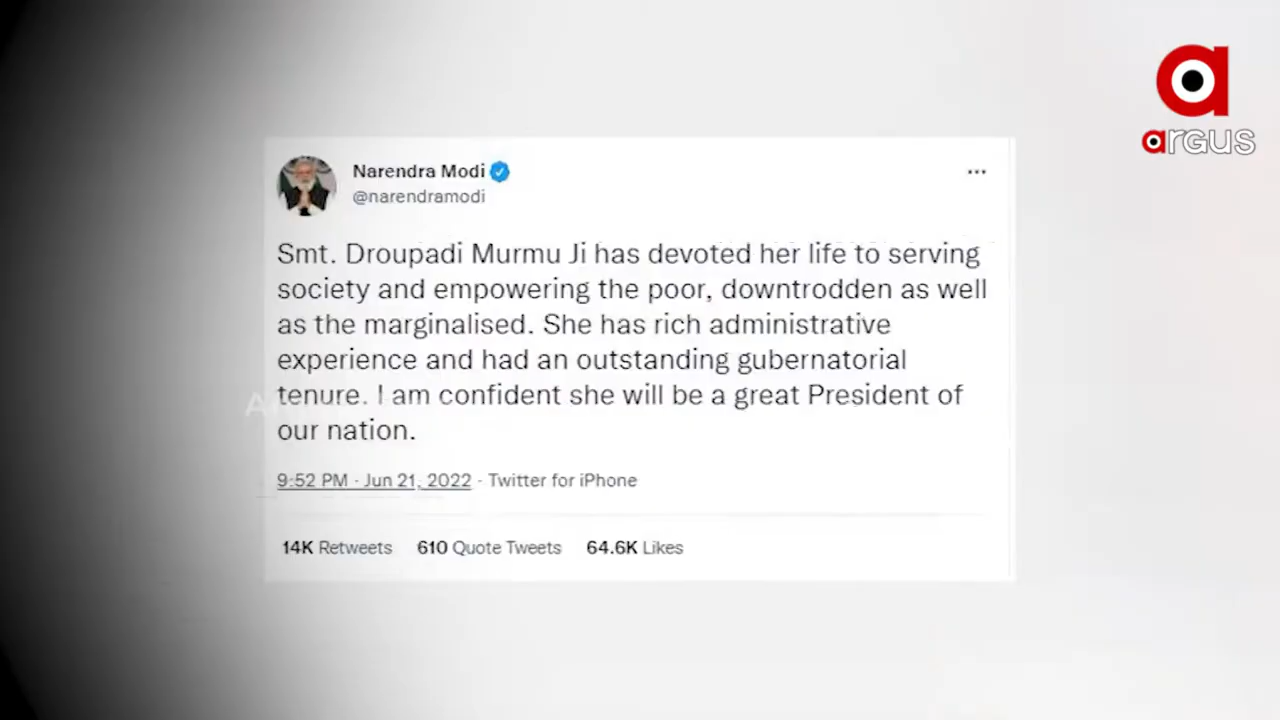 argus
Narendra Modi
@narendramodi
Smt. Droupadi Murmu Ji has devoted her life to serving
society and empowering the poor, downtrodden as well
as the marginalised. She has rich administrative
experience and had an outstanding gubernatorial
tenure. I am confident she will be a great President of
our nation.
9:52 PM · Jun 21, 2022 · Twitter for iPhone
14K Retweets 610 Quote Tweets 64.6K Likes